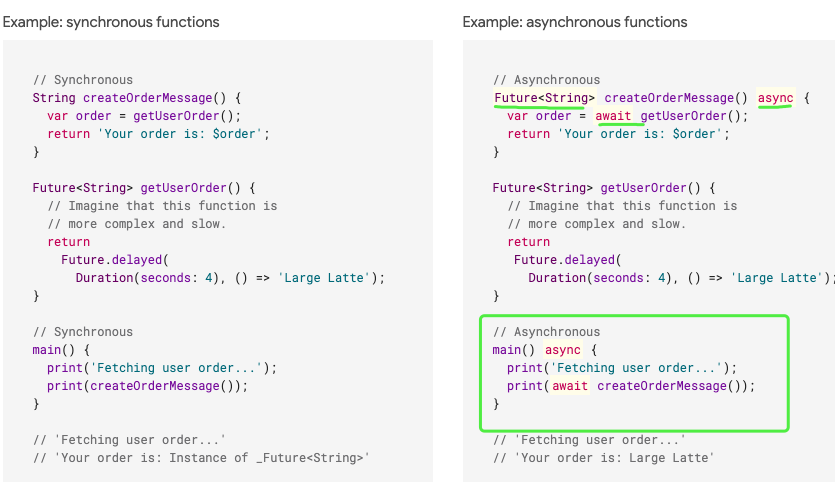 Example: synchronous functions
// Synchronous
String createOrderMessage() {
  var order = getUserOrder();
  return 'Your order is: $order';
}

Future<String> getUserOrder() {
  // Imagine that this function is
  // more complex and slow.
  return
    Future.delayed(
      Duration(seconds: 4), () => 'Large Latte');
}

// Synchronous
main() {
  print('Fetching user order...');
  print(createOrderMessage());
}

// 'Fetching user order...'
// 'Your order is: Instance of _Future<String>'

Example: asynchronous functions
// Asynchronous
Future<String> createOrderMessage() async {
  var order = await getUserOrder();
  return 'Your order is: $order';
}

Future<String> getUserOrder() {
  // Imagine that this function is
  // more complex and slow.
  return
   Future.delayed(
     Duration(seconds: 4), () => 'Large Latte');
}

// Asynchronous
main() async {
  print('Fetching user order...');
  print(await createOrderMessage());
}

// 'Fetching user order...'
// 'Your order is: Large Latte'